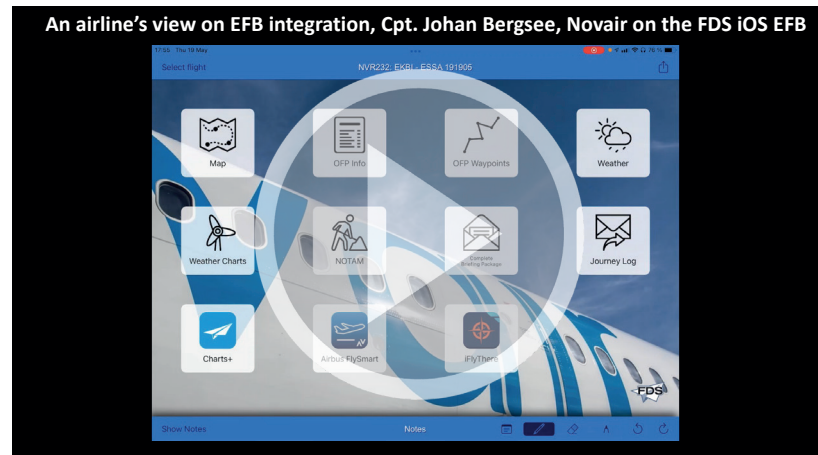 An airline's view on EFB integration, Cpt. Johan Bergsee, Novair on the FDS iOS EFB
17:55 Thu 19 May
76 %
Select flight
NVR232: EKBI - ESSA 191905
Map
OFP Info
OFP Waypoints
Weather
Weather Charts
NOTAM
Complete
Briefing Package
Journey Log
Charts+
Airbus FlySmart
iFlyThere
FDS
Show Notes
Notes